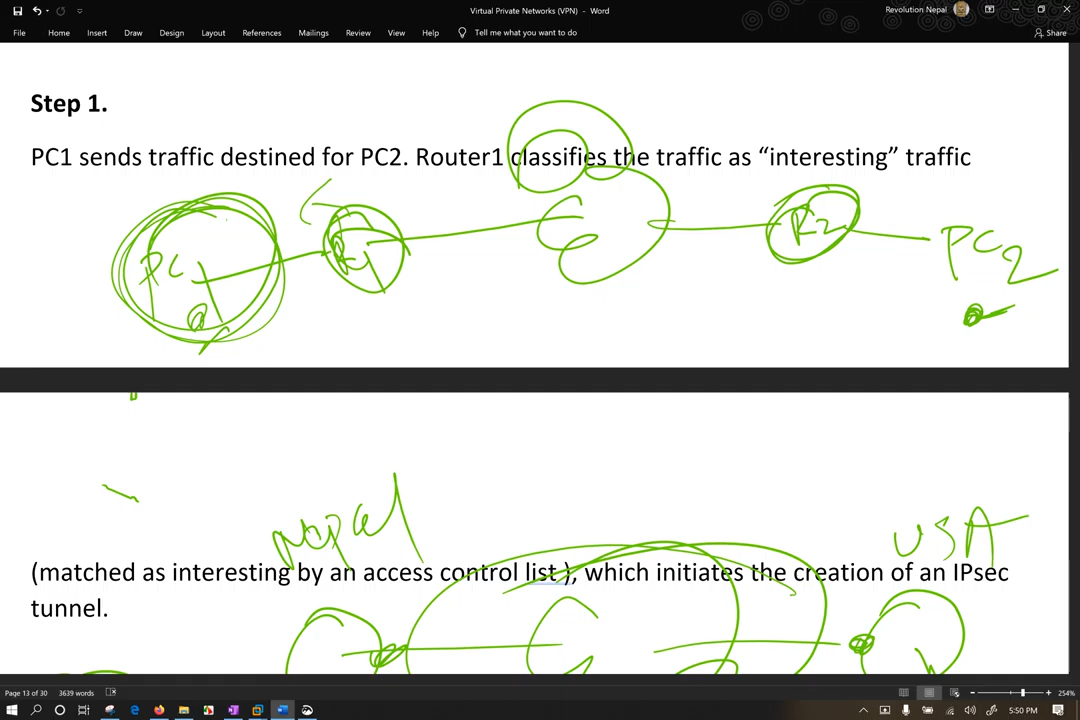 Virtual Private Networks (VPN) - Word
Revolution Nepal
File Home Insert Draw Design Layout References Mailings Review View Help Tell me what you want to do Share
Step 1.
PC1 sends traffic destined for PC2. Router1 classifies the traffic as “interesting” traffic
PC1 R1 R2 PC2
Nepal USA
(matched as interesting by an access control list ), which initiates the creation of an IPsec
tunnel.
Page 13 of 30 3639 words 254%
5:50 PM